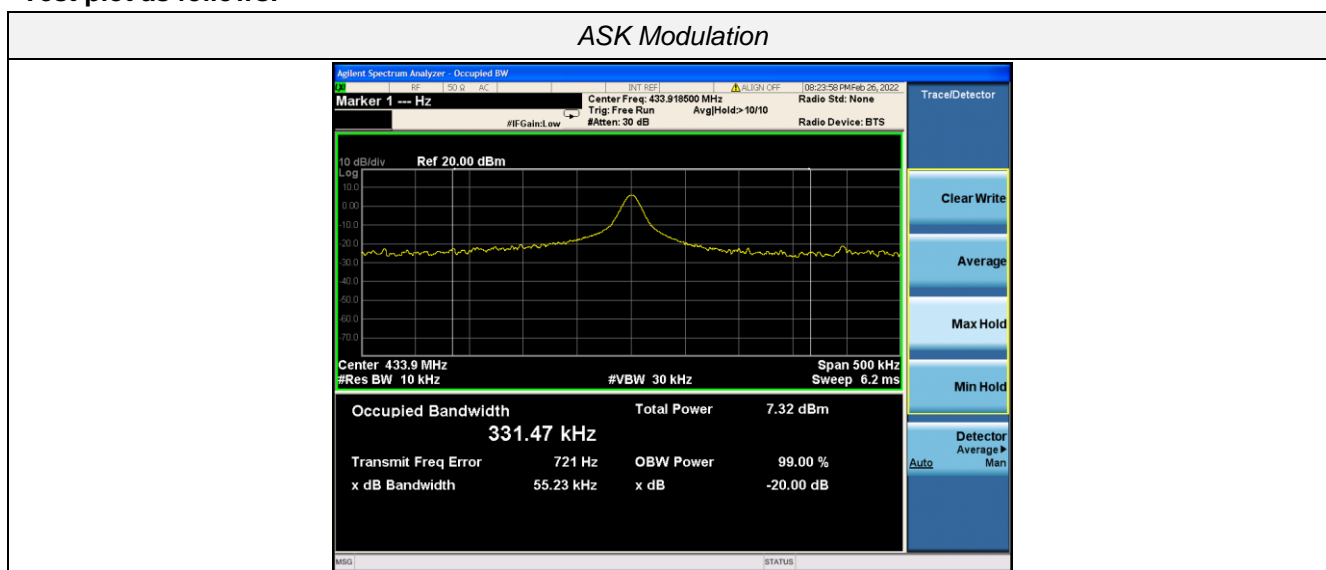 ASK Modulation
Agilent Spectrum Analyzer - Occupied BW
RF 50 Ω AC INT REF ALIGN OFF 08:23:58 PM Feb 26, 2022
Marker 1 --- Hz
Center Freq: 433.918500 MHz
Radio Std: None
Trig: Free Run Avg|Hold:>10/10
#IFGain:Low #Atten: 30 dB Radio Device: BTS
10 dB/div Ref 20.00 dBm
Log
10.0
0.00
-10.0
-20.0
-30.0
-40.0
-50.0
-60.0
-70.0
Center 433.9 MHz Span 500 kHz
#Res BW 10 kHz #VBW 30 kHz Sweep 6.2 ms
Occupied Bandwidth Total Power 7.32 dBm
331.47 kHz
Transmit Freq Error 721 Hz OBW Power 99.00 %
x dB Bandwidth 55.23 kHz x dB -20.00 dB
MSG STATUS
Trace/Detector
Clear Write
Average
Max Hold
Min Hold
Detector
Average▶
Auto Man